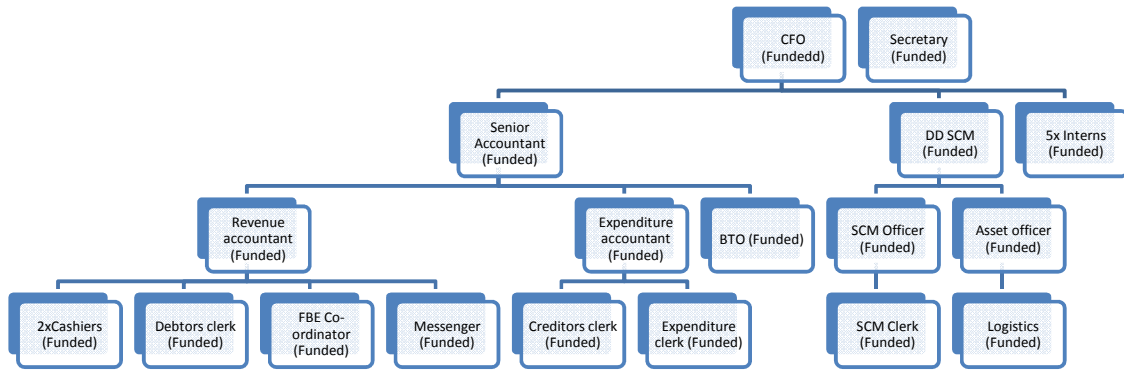 CFO
(Fundedd)
Secretary
(Funded)
Senior
Accountant
(Funded)
DD SCM
(Funded)
5x Interns
(Funded)
Revenue
accountant
(Funded)
Expenditure
accountant
(Funded)
BTO (Funded)
SCM Officer
(Funded)
Asset officer
(Funded)
2xCashiers
(Funded)
Debtors clerk
(Funded)
FBE Co-
ordinator
(Funded)
Messenger
(Funded)
Creditors clerk
(Funded)
Expenditure
clerk (Funded)
SCM Clerk
(Funded)
Logistics
(Funded)